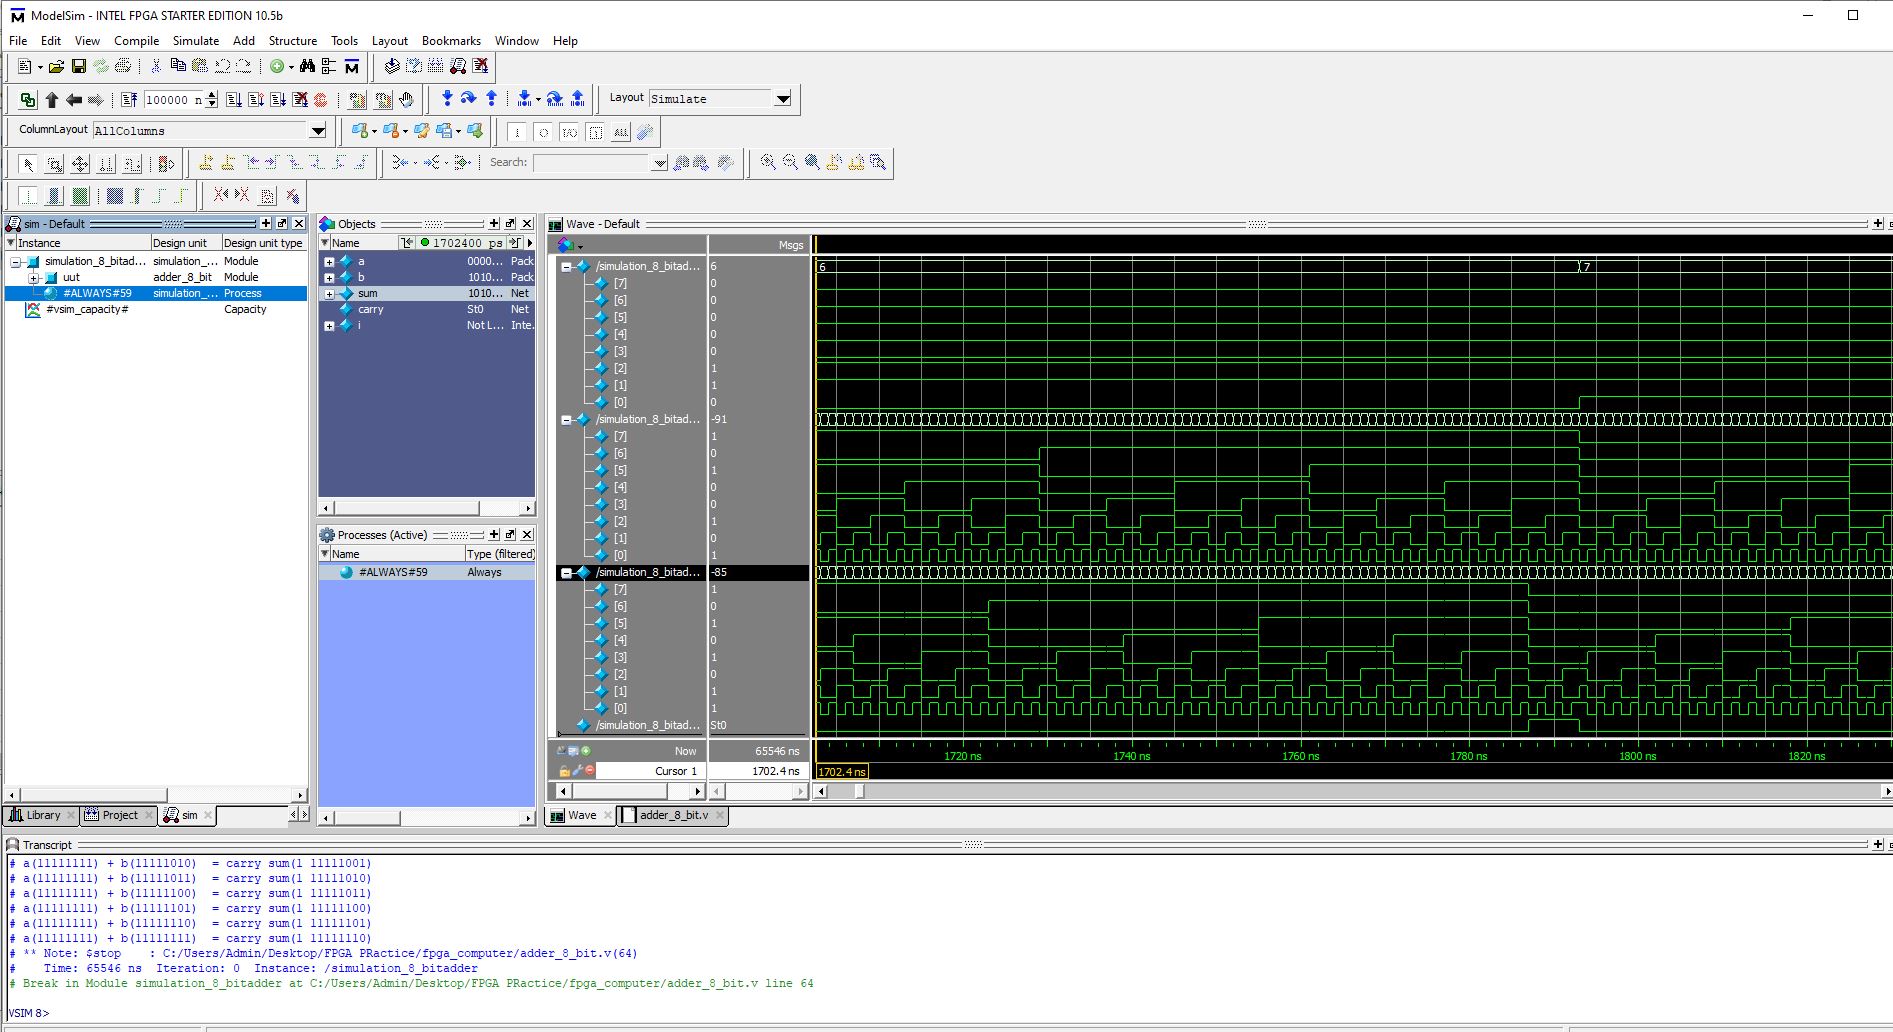 ModelSim - INTEL FPGA STARTER EDITION 10.5b
File Edit View Compile Simulate Add Structure Tools Layout Bookmarks Window Help
100000 n
Layout Simulate
ColumnLayout AllColumns
ALL
Search:
sim - Default
Instance Design unit Design unit type
simulation_8_bitad... simulation_... Module
uut adder_8_bit Module
#ALWAYS#59 simulation_... Process
#vsim_capacity# Capacity
Library Project sim
Objects
Name 1702400 ps
a 0000... Pack
b 1010... Pack
sum 1010... Net
carry St0 Net
i Not L... Inte
Processes (Active)
Name Type (filtered)
#ALWAYS#59 Always
Wave - Default
Msgs
/simulation_8_bitad... 6 6 7
[7] 0
[6] 0
[5] 0
[4] 0
[3] 0
[2] 1
[1] 1
[0] 0
/simulation_8_bitad... -91
[7] 1
[6] 0
[5] 1
[4] 0
[3] 0
[2] 1
[1] 0
[0] 1
/simulation_8_bitad... -85
[7] 1
[6] 0
[5] 1
[4] 0
[3] 1
[2] 0
[1] 1
[0] 1
/simulation_8_bitad... St0
Now 65546 ns 1720 ns 1740 ns 1760 ns 1780 ns 1800 ns 1820 ns
Cursor 1 1702.4 ns 1702.4 ns
Wave adder_8_bit.v
Transcript
# a(11111111) + b(11111010) = carry sum(1 11111001)
# a(11111111) + b(11111011) = carry sum(1 11111010)
# a(11111111) + b(11111100) = carry sum(1 11111011)
# a(11111111) + b(11111101) = carry sum(1 11111100)
# a(11111111) + b(11111110) = carry sum(1 11111101)
# a(11111111) + b(11111111) = carry sum(1 11111110)
# ** Note: $stop : C:/Users/Admin/Desktop/FPGA PRactice/fpga_computer/adder_8_bit.v(64)
# Time: 65546 ns Iteration: 0 Instance: /simulation_8_bitadder
# Break in Module simulation_8_bitadder at C:/Users/Admin/Desktop/FPGA PRactice/fpga_computer/adder_8_bit.v line 64
VSIM 8>